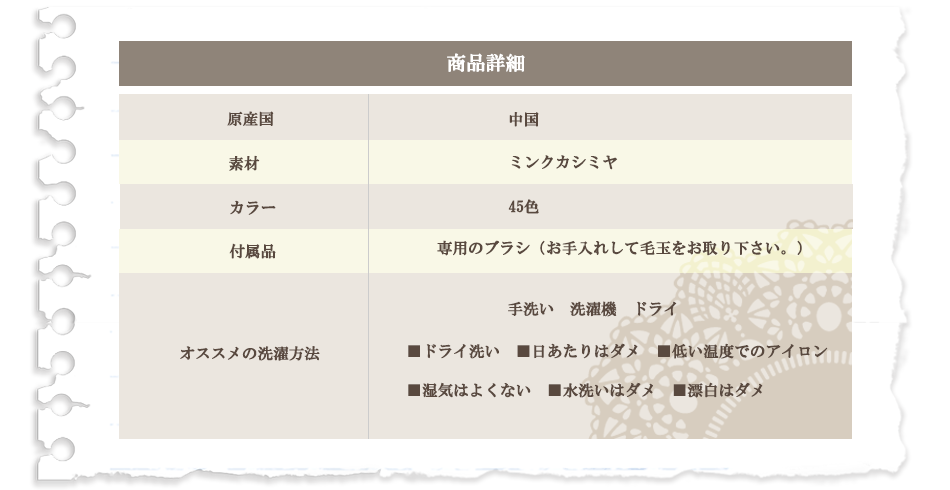 商品詳細
原産国 中国
素材 ミンクカシミヤ
カラー 45色
付属品 専用のブラシ（お手入れして毛玉をお取り下さい。）
手洗い 洗濯機 ドライ
オススメの洗濯方法 ■ドライ洗い ■日あたりはダメ ■低い温度でのアイロン
■湿気はよくない ■水洗いはダメ ■漂白はダメ